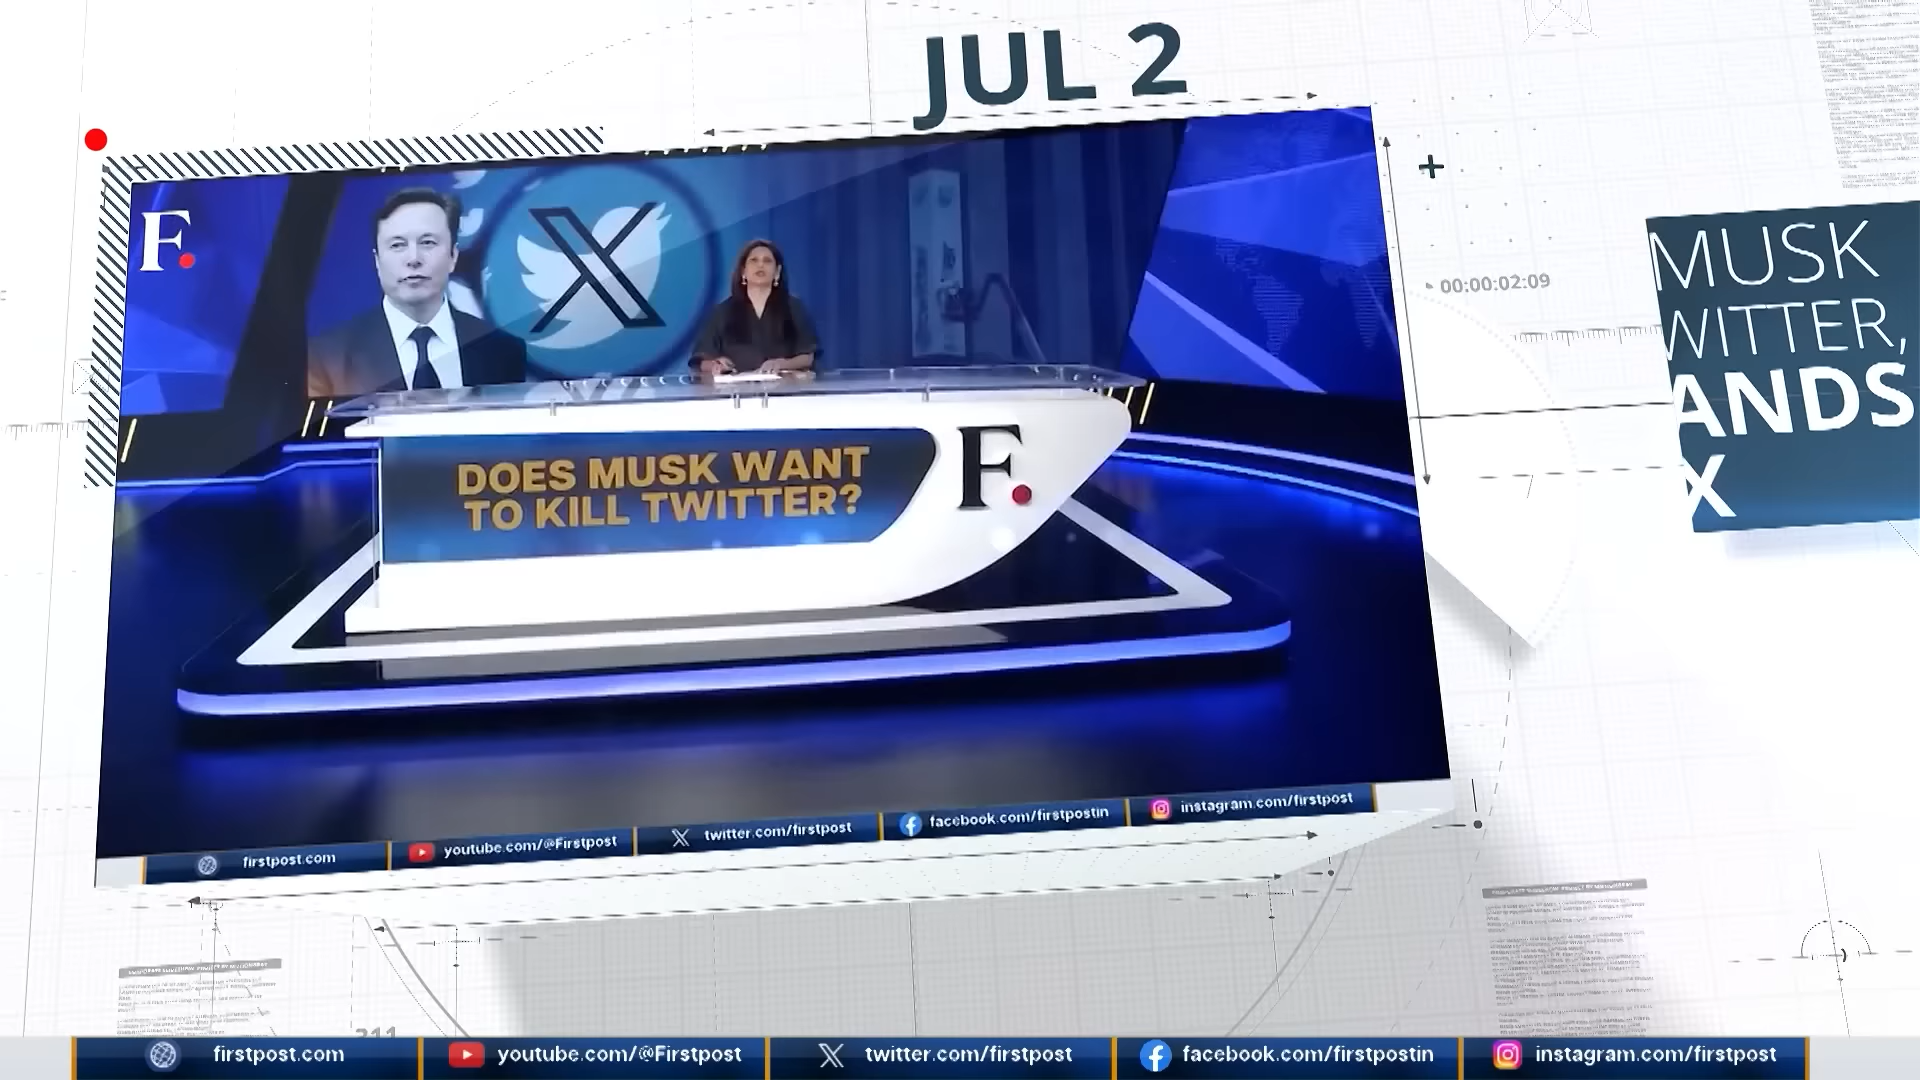 JUL 2
F.
MUSK
WITTER,
ANDS
X
00:00:02:09
DOES MUSK WANT
TO KILL TWITTER?
F.
firstpost.com
youtube.com/@Firstpost
twitter.com/firstpost
facebook.com/firstpostin
instagram.com/firstpost
firstpost.com
youtube.com/@Firstpost
twitter.com/firstpost
facebook.com/firstpostin
instagram.com/firstpost